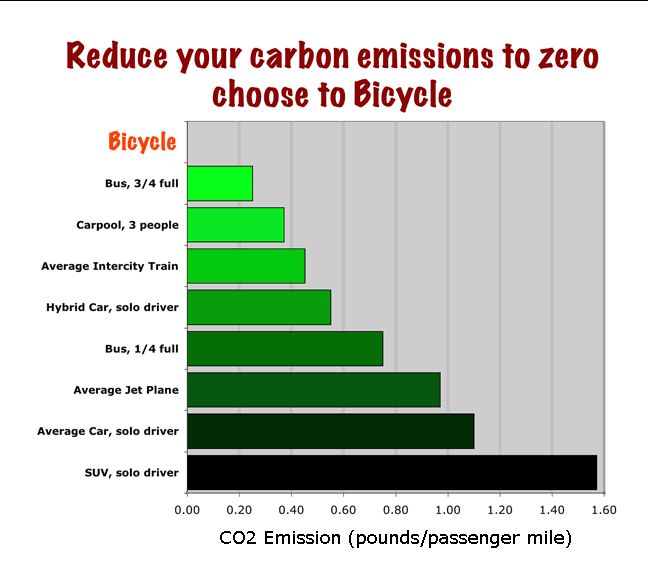 Reduce your carbon emissions to zero
choose to Bicycle
Bicycle
Bus, 3/4 full
Carpool, 3 people
Average Intercity Train
Hybrid Car, solo driver
Bus, 1/4 full
Average Jet Plane
Average Car, solo driver
SUV, solo driver
0.00 0.20 0.40 0.60 0.80 1.00 1.20 1.40 1.60
CO2 Emission (pounds/passenger mile)